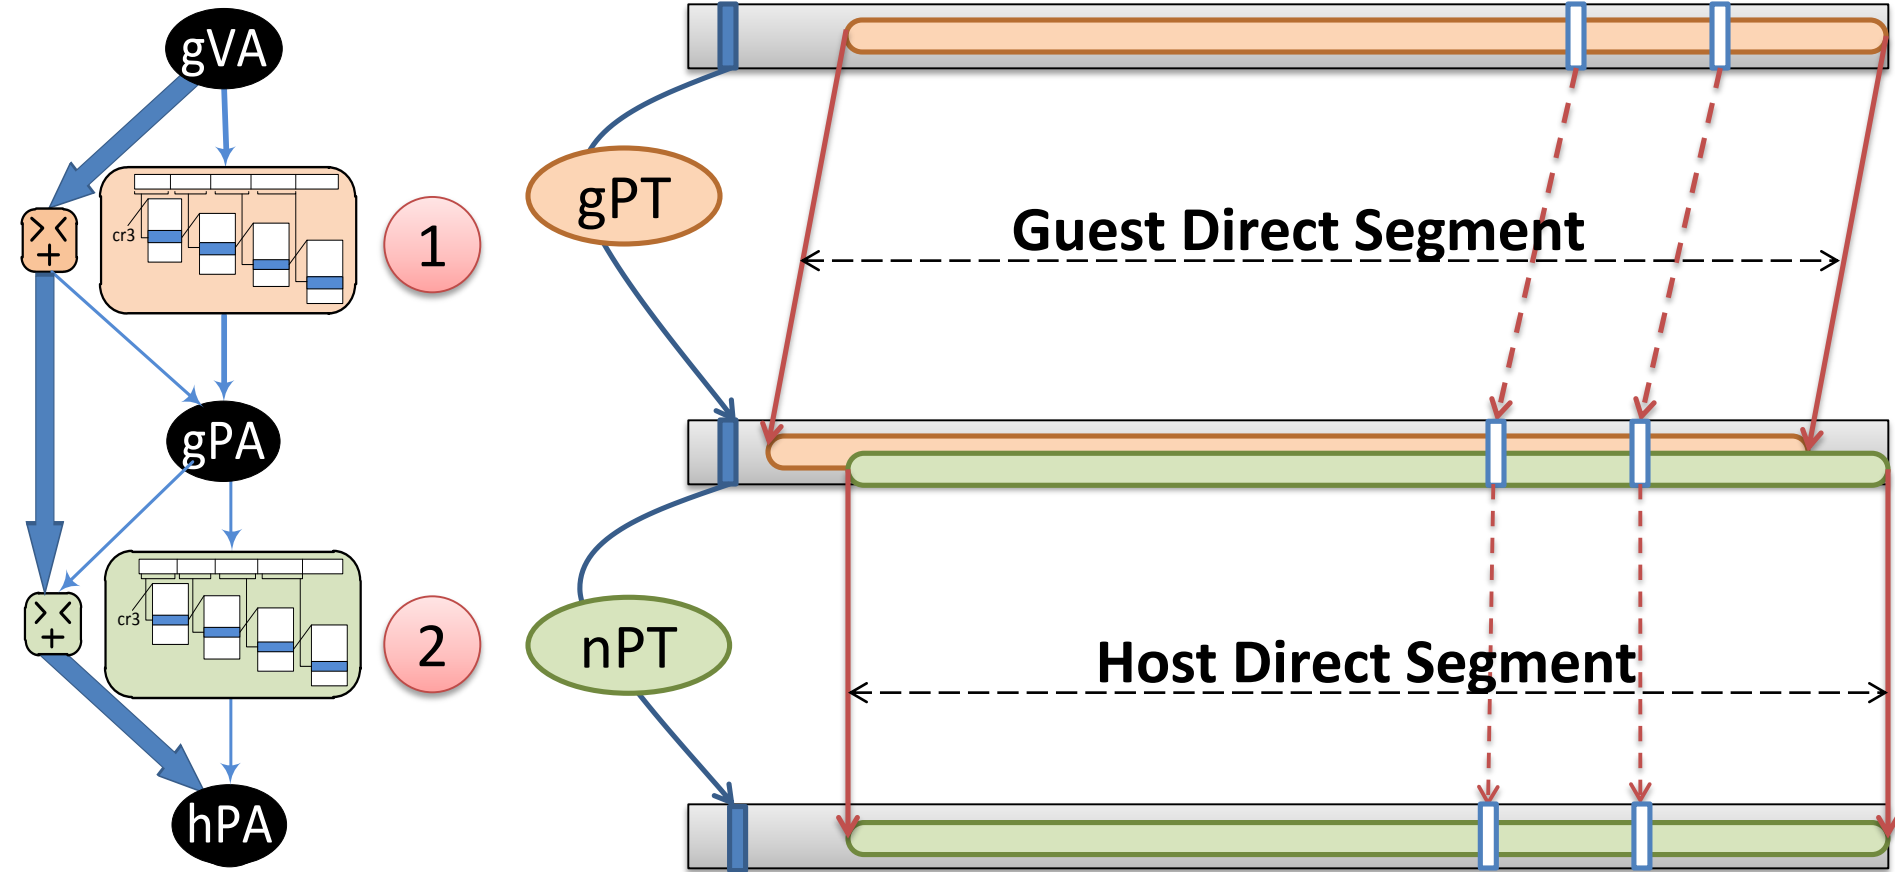 gVA
cr3
> <
+
1
gPT
Guest Direct Segment
gPA
cr3
> <
+
2
nPT
Host Direct Segment
hPA